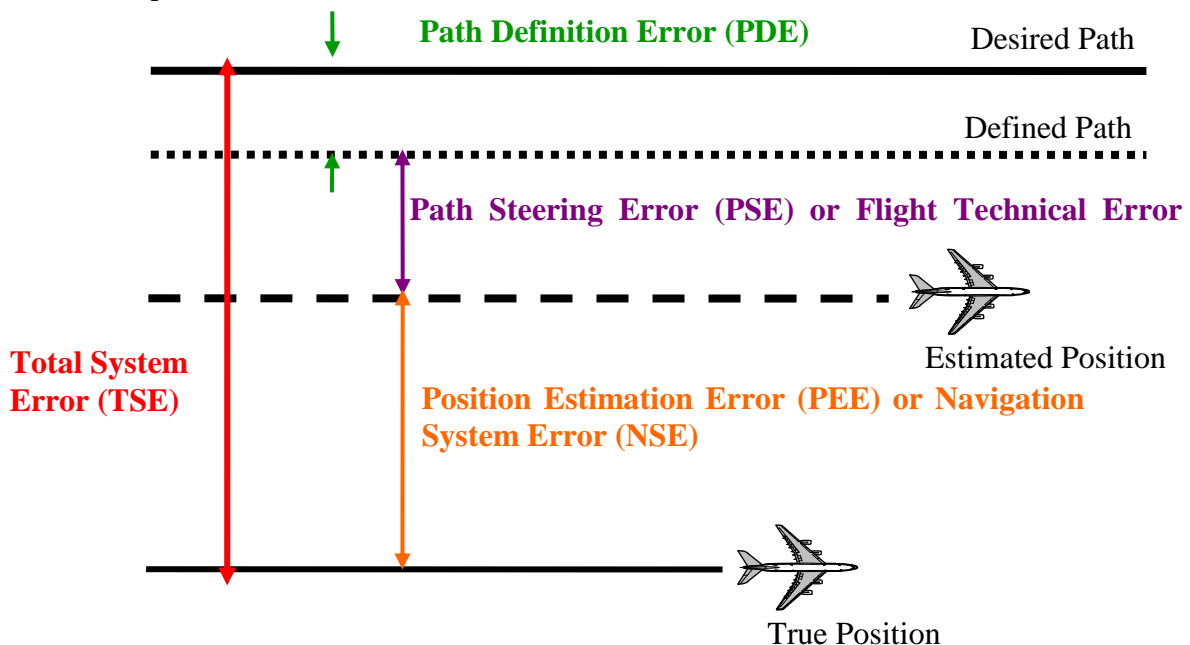 Path Definition Error (PDE)
Desired Path
Defined Path
Path Steering Error (PSE) or Flight Technical Error
Estimated Position
Total System
Error (TSE)
Position Estimation Error (PEE) or Navigation
System Error (NSE)
True Position